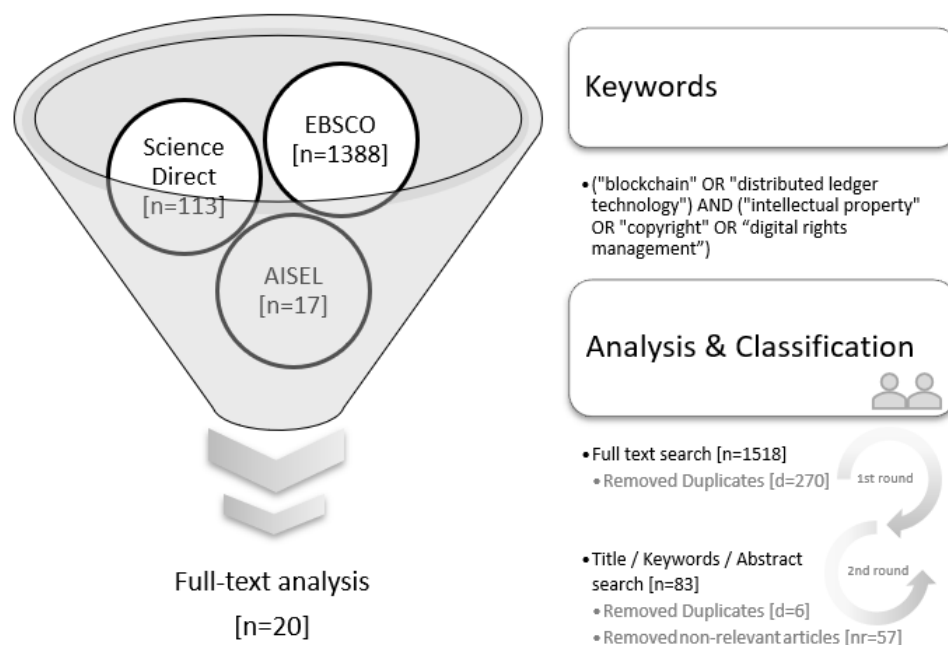 Science
Direct
[n=113]
EBSCO
[n=1388]
AISEL
[n=17]
Full-text analysis
[n=20]
Keywords
•("blockchain" OR "distributed ledger
technology") AND ("intellectual property"
OR "copyright" OR “digital rights
management”)
Analysis & Classification
•Full text search [n=1518]
•Removed Duplicates [d=270]
1st round
•Title / Keywords / Abstract
search [n=83]
•Removed Duplicates [d=6]
•Removed non-relevant articles [nr=57]
2nd round